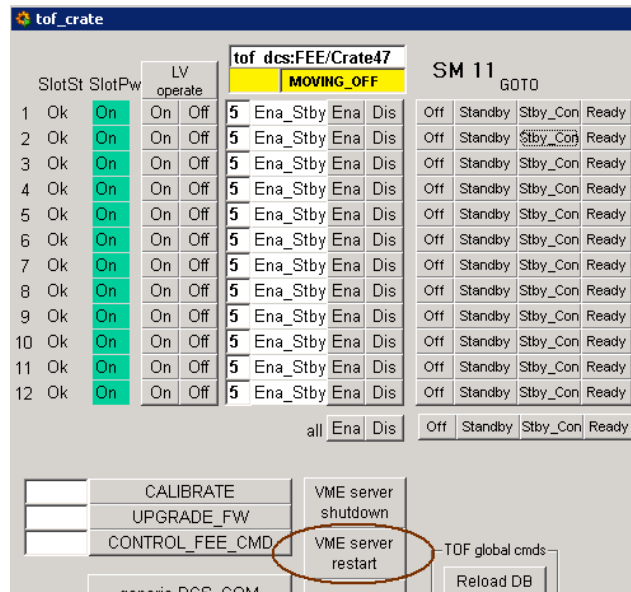 tof_crate
tof dcs:FEE/Crate47
MOVING_OFF
SM 11 GOTO
SlotSt SlotPw LV operate
1 Ok On On Off 5 Ena_Stby Ena Dis Off Standby Stby_Con Ready
2 Ok On On Off 5 Ena_Stby Ena Dis Off Standby Stby_Con Ready
3 Ok On On Off 5 Ena_Stby Ena Dis Off Standby Stby_Con Ready
4 Ok On On Off 5 Ena_Stby Ena Dis Off Standby Stby_Con Ready
5 Ok On On Off 5 Ena_Stby Ena Dis Off Standby Stby_Con Ready
6 Ok On On Off 5 Ena_Stby Ena Dis Off Standby Stby_Con Ready
7 Ok On On Off 5 Ena_Stby Ena Dis Off Standby Stby_Con Ready
8 Ok On On Off 5 Ena_Stby Ena Dis Off Standby Stby_Con Ready
9 Ok On On Off 5 Ena_Stby Ena Dis Off Standby Stby_Con Ready
10 Ok On On Off 5 Ena_Stby Ena Dis Off Standby Stby_Con Ready
11 Ok On On Off 5 Ena_Stby Ena Dis Off Standby Stby_Con Ready
12 Ok On On Off 5 Ena_Stby Ena Dis Off Standby Stby_Con Ready
all Ena Dis Off Standby Stby_Con Ready
CALIBRATE
UPGRADE_FW
CONTROL_FEE_CMD
VME server
shutdown
VME server
restart
TOF global cmds
Reload DB
generic DCS_COM